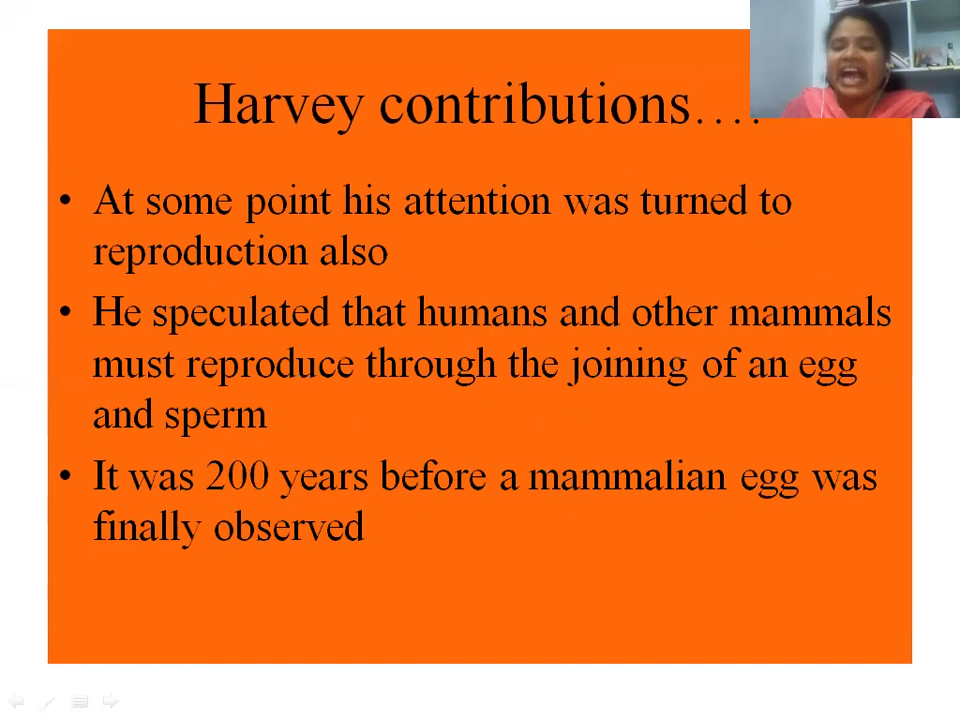 Harvey contributions….
• At some point his attention was turned to
reproduction also
• He speculated that humans and other mammals
must reproduce through the joining of an egg
and sperm
• It was 200 years before a mammalian egg was
finally observed